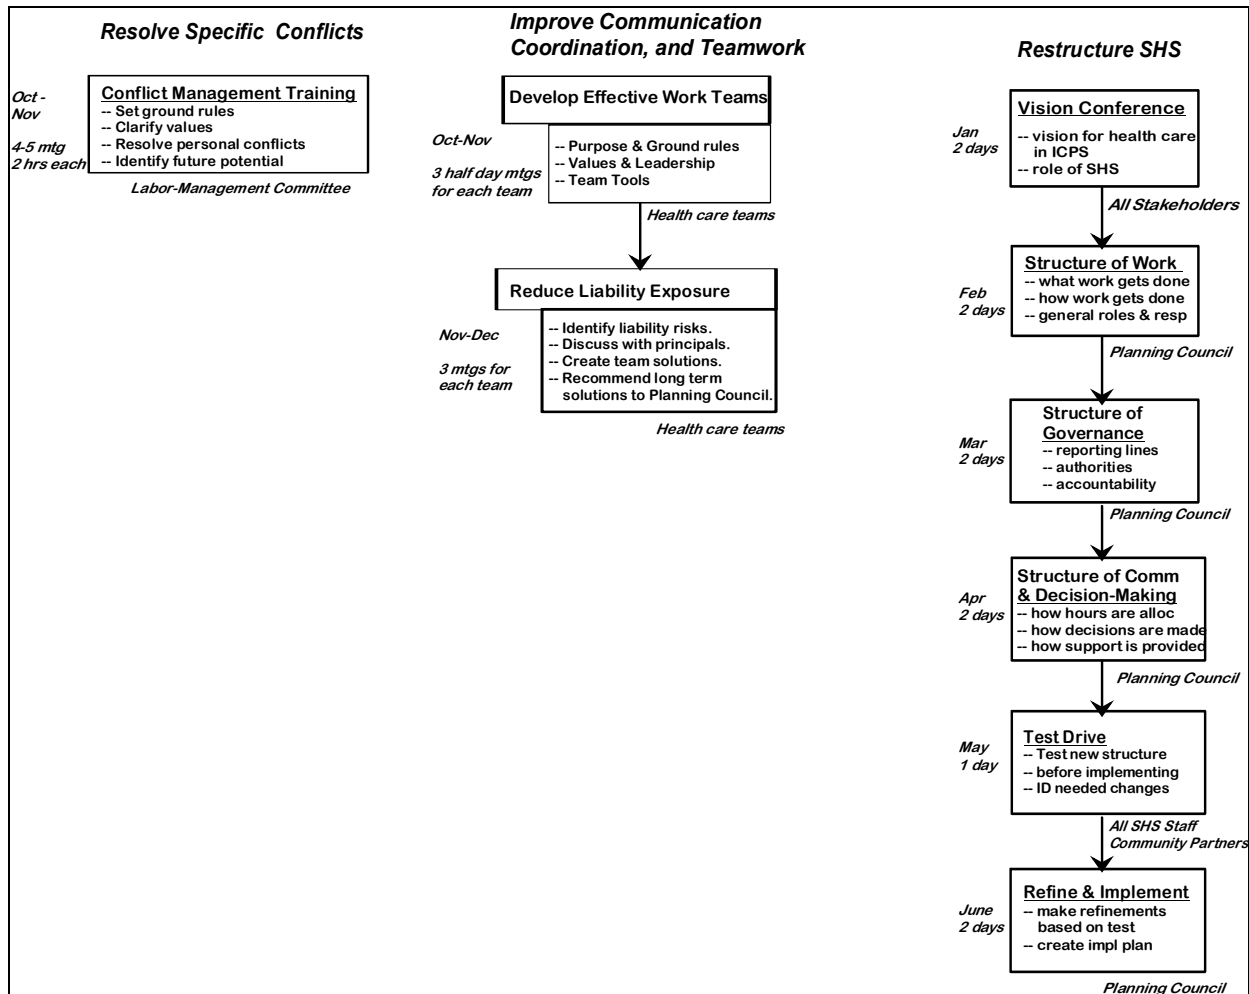 Resolve Specific Conflicts
Oct -
Nov
4-5 mtg
2 hrs each
Conflict Management Training
-- Set ground rules
-- Clarify values
-- Resolve personal conflicts
-- Identify future potential
Labor-Management Committee
Improve Communication
Coordination, and Teamwork
Develop Effective Work Teams
Oct-Nov
3 half day mtgs
for each team
-- Purpose & Ground rules
-- Values & Leadership
-- Team Tools
Health care teams
Reduce Liability Exposure
Nov-Dec
3 mtgs for
each team
-- Identify liability risks.
-- Discuss with principals.
-- Create team solutions.
-- Recommend long term
solutions to Planning Council.
Health care teams
Restructure SHS
Jan
2 days
Vision Conference
-- vision for health care
in ICPS
-- role of SHS
All Stakeholders
Feb
2 days
Structure of Work
-- what work gets done
-- how work gets done
-- general roles & resp
Planning Council
Mar
2 days
Structure of
Governance
-- reporting lines
-- authorities
-- accountability
Planning Council
Apr
2 days
Structure of Comm
& Decision-Making
-- how hours are alloc
-- how decisions are made
-- how support is provided
Planning Council
May
1 day
Test Drive
-- Test new structure
-- before implementing
-- ID needed changes
All SHS Staff
Community Partners
June
2 days
Refine & Implement
-- make refinements
based on test
-- create impl plan
Planning Council